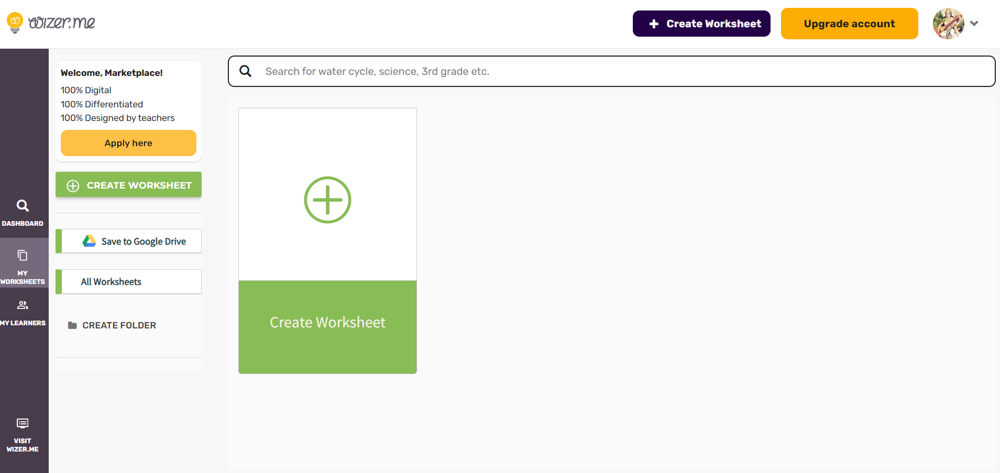 wizer.me
Create Worksheet
Upgrade account
Welcome, Marketplace!
100% Digital
100% Differentiated
100% Designed by teachers
Apply here
CREATE WORKSHEET
Save to Google Drive
All Worksheets
CREATE FOLDER
DASHBOARD
MY
WORKSHEETS
MY LEARNERS
VISIT
WIZER.ME
Search for water cycle, science, 3rd grade etc.
Create Worksheet